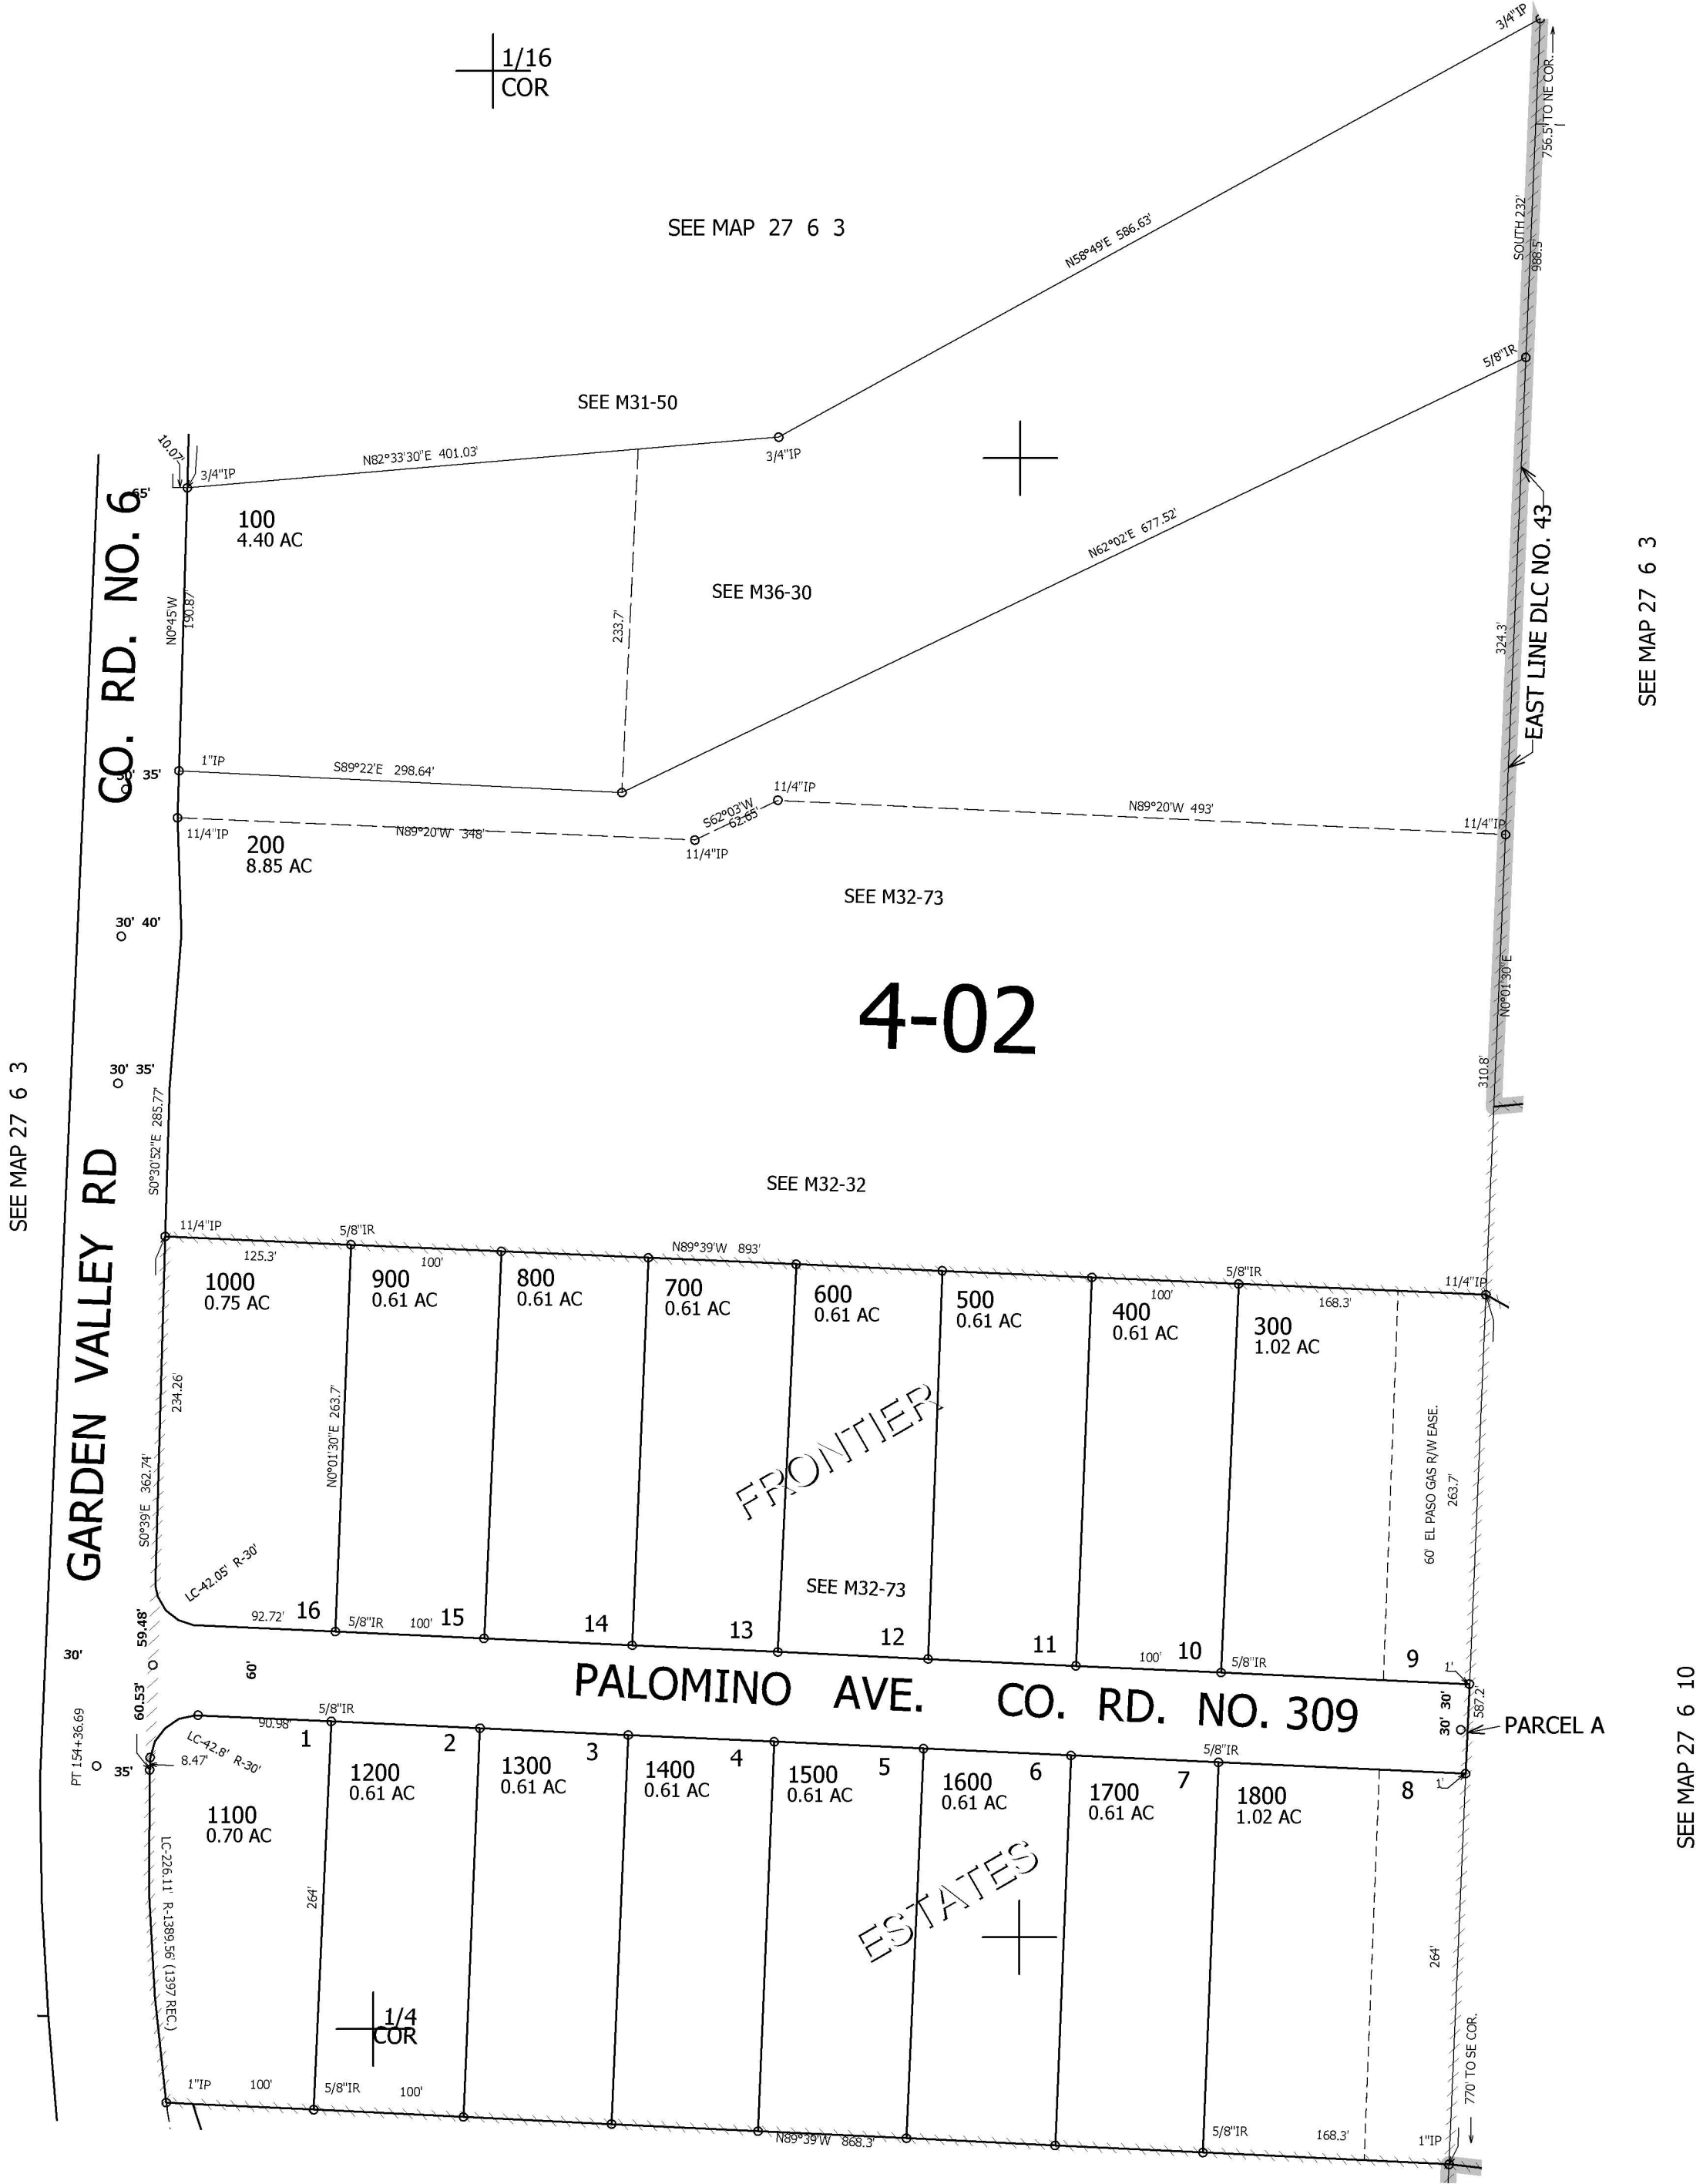 3/4"IP
1/16
COR
756.5' TO NE COR.
SEE MAP 27 6 3
SOUTH 232'
988.5'
N58°49'E 586.63'
5/8"IR
SEE M31-50
10.07'
3/4"IP
N82°33'30"E 401.03'
3/4"IP
65'
100
4.40 AC
CO. RD. NO. 6
N0°45'W
190.87'
233.7'
SEE M36-30
N62°02'E 677.52'
EAST LINE DLC NO. 43
324.3'
SEE MAP 27 6 3
35'
1"IP
S89°22'E 298.64'
11/4"IP
N89°20'W 348'
S62°03'W
62.65'
11/4"IP
11/4"IP
N89°20'W 493'
11/4"IP
200
8.85 AC
SEE M32-73
30' 40'
4-02
N0°01'30"E
310.8'
30' 35'
SEE MAP 27 6 3
S0°30'52"E 285.77'
SEE M32-32
GARDEN VALLEY RD
11/4"IP
125.3'
5/8"IR
100'
N89°39'W 893'
5/8"IR
100'
168.3'
11/4"IP
1000
0.75 AC
900
0.61 AC
800
0.61 AC
700
0.61 AC
600
0.61 AC
500
0.61 AC
400
0.61 AC
300
1.02 AC
234.26'
S0°39'E 362.74'
N0°01'30"E 263.7'
FRONTIER
60' EL PASO GAS R/W EASE.
263.7'
LC-42.05' R-30'
SEE M32-73
92.72'
16
5/8"IR
100'
15
14
13
12
11
100'
10
5/8"IR
9
1'
59.48'
30'
60'
60.53'
PALOMINO AVE. CO. RD. NO. 309
30' 30'
587.2'
PARCEL A
SEE MAP 27 6 10
PT 154+36.69
35'
8.47'
LC-42.8' R-30'
90.98'
5/8"IR
1
2
3
4
5
6
7
5/8"IR
8
1'
1100
0.70 AC
1200
0.61 AC
1300
0.61 AC
1400
0.61 AC
1500
0.61 AC
1600
0.61 AC
1700
0.61 AC
1800
1.02 AC
LC-226.11' R-1389.56' (1397 REC.)
264'
ESTATES
264'
1/4
COR
770' TO SE COR.
1"IP
100'
5/8"IR
100'
N89°39'W 868.3'
5/8"IR
168.3'
1"IP